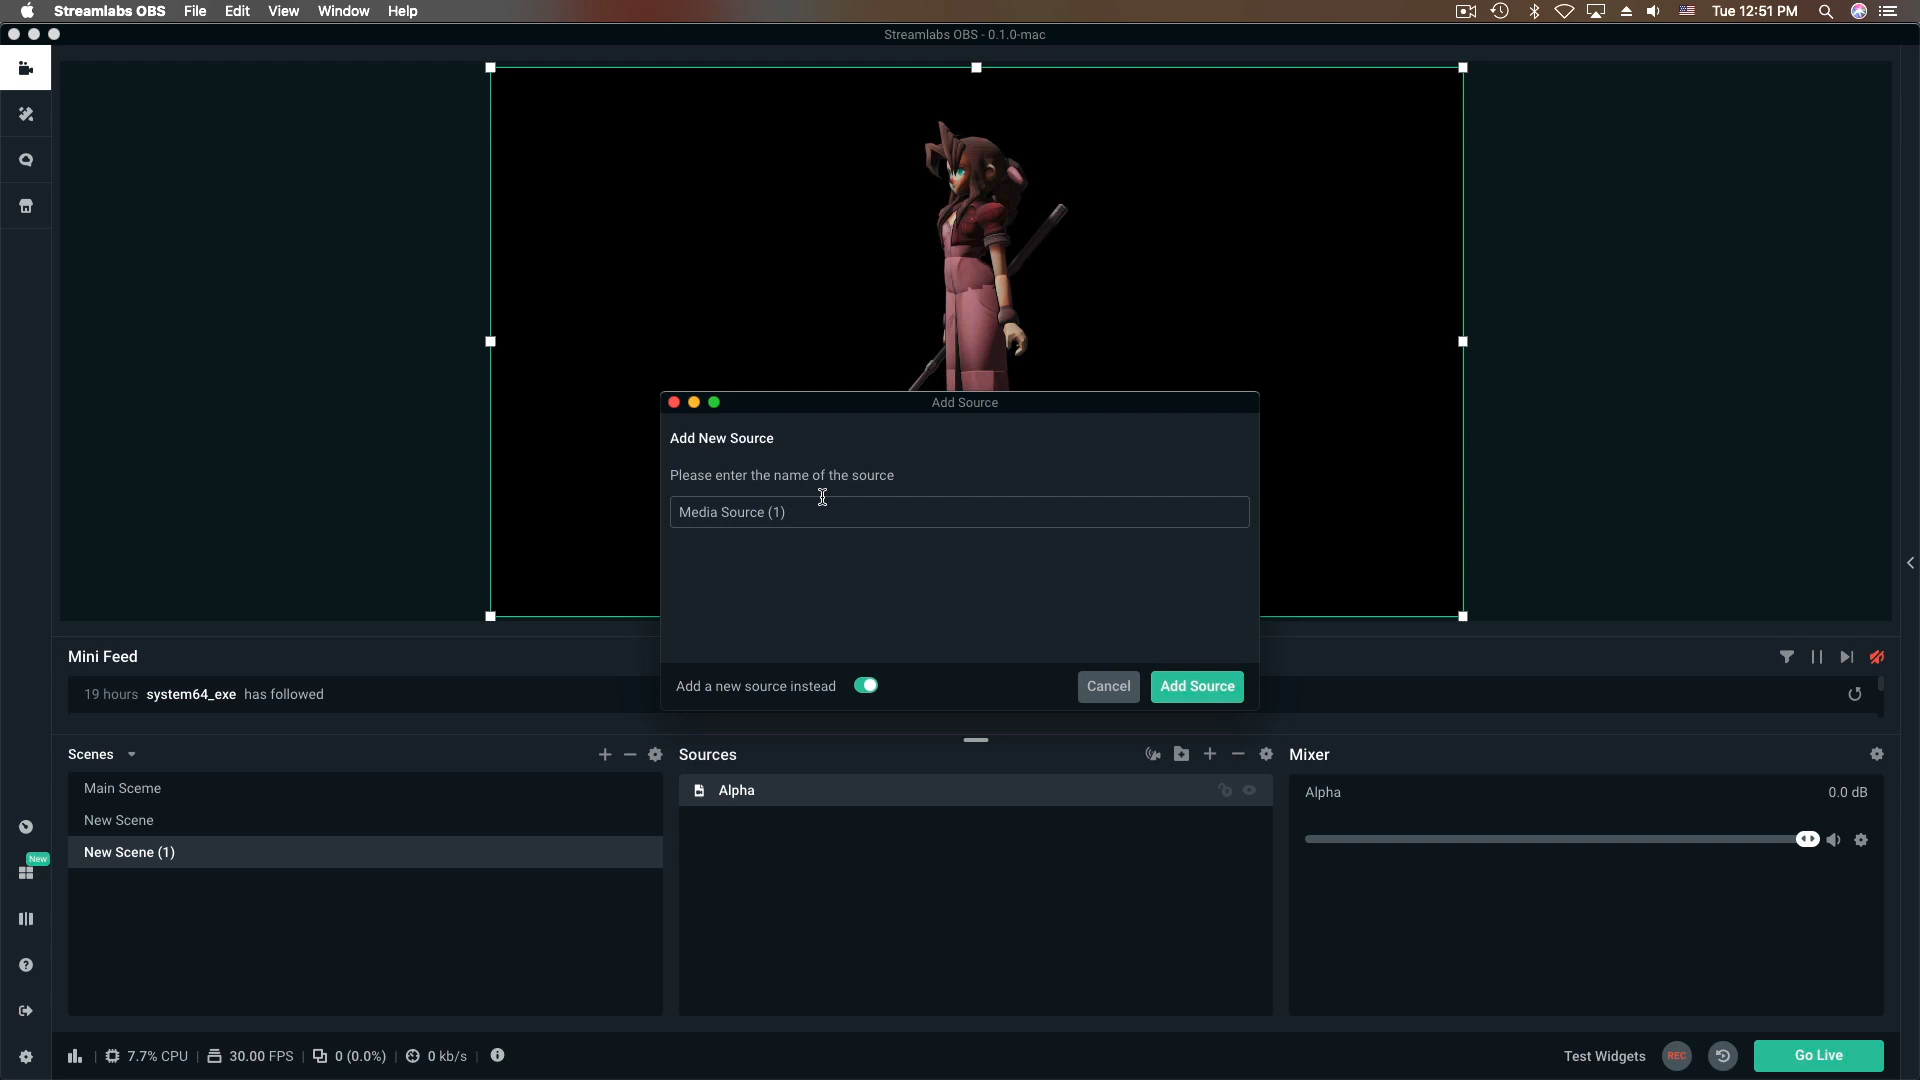 Streamlabs OBS File Edit View Window Help Tue 12:51 PM
Streamlabs OBS - 0.1.0-mac
Add Source
Add New Source
Please enter the name of the source
Media Source (1)
Add a new source instead Cancel Add Source
Mini Feed
19 hours system64_exe has followed
Scenes
Main Sceme
New Scene
New Scene (1)
Sources
Alpha
Mixer
Alpha 0.0 dB
New
7.7% CPU 30.00 FPS 0 (0.0%) 0 kb/s Test Widgets REC Go Live